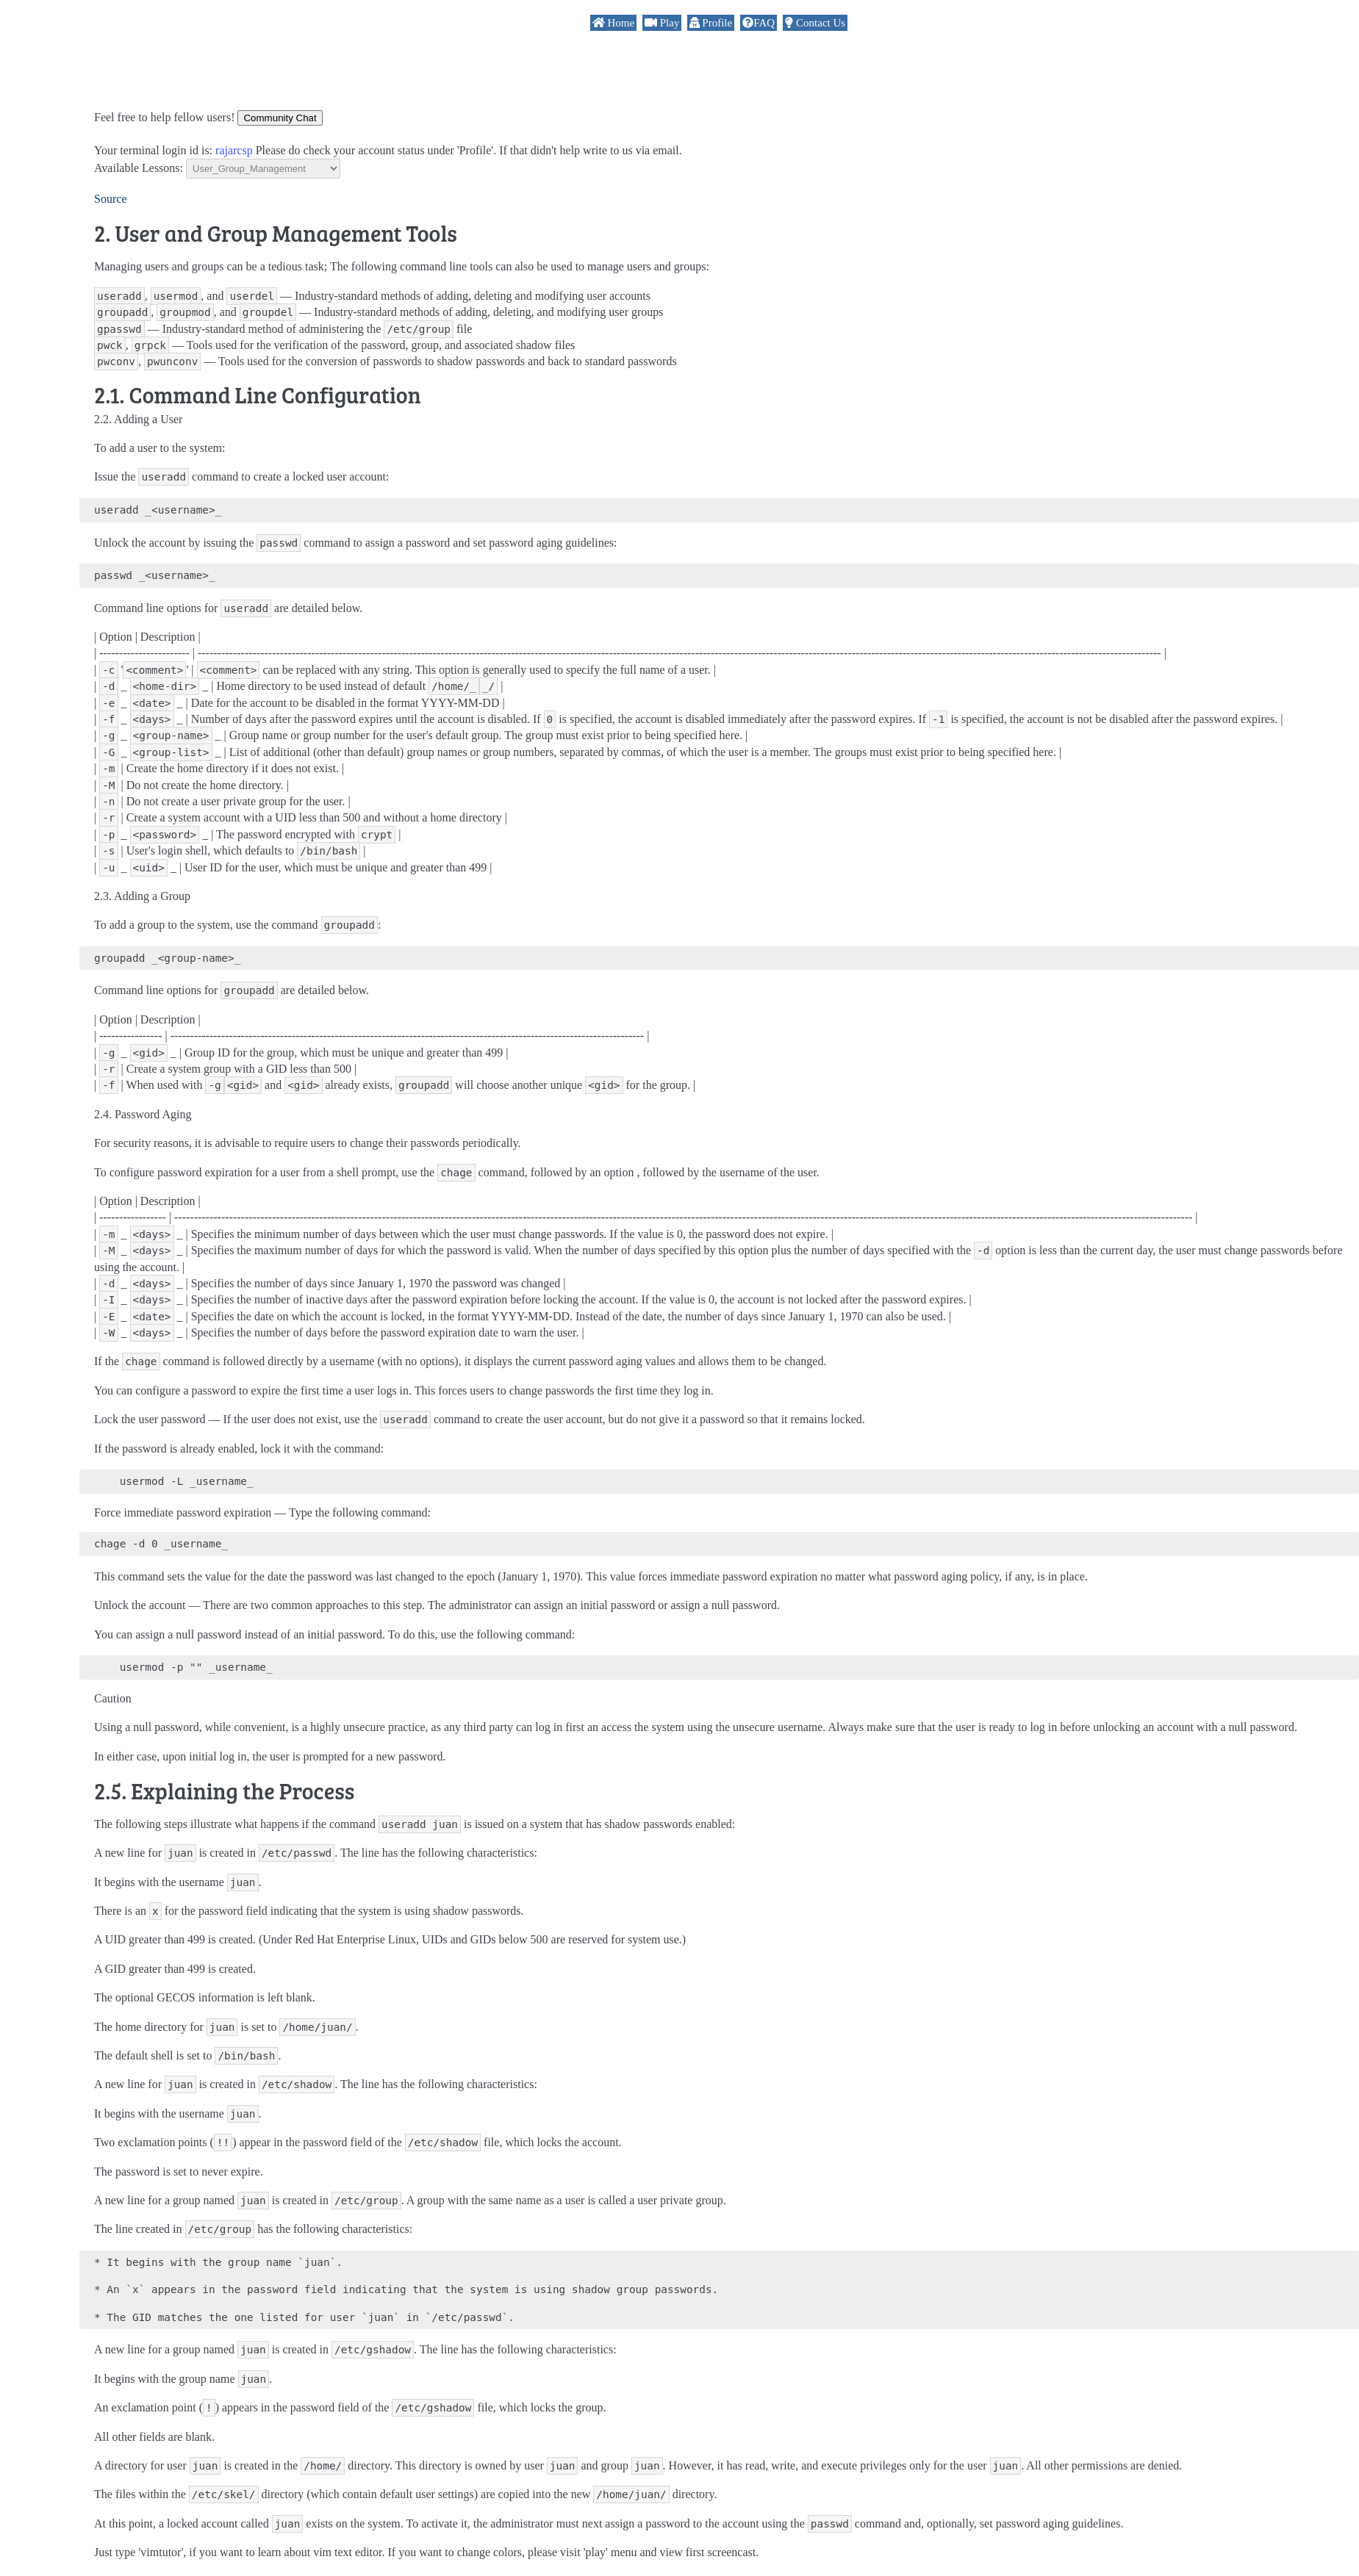 Home Play Profile FAQ Contact Us
Feel free to help fellow users! Community Chat
Your terminal login id is: rajarcsp Please do check your account status under 'Profile'. If that didn't help write to us via email.
Available Lessons: User_Group_Management
Source
2. User and Group Management Tools
Managing users and groups can be a tedious task; The following command line tools can also be used to manage users and groups:
useradd, usermod, and userdel — Industry-standard methods of adding, deleting and modifying user accounts
groupadd, groupmod, and groupdel — Industry-standard methods of adding, deleting, and modifying user groups
gpasswd — Industry-standard method of administering the /etc/group file
pwck, grpck — Tools used for the verification of the password, group, and associated shadow files
pwconv, pwunconv — Tools used for the conversion of passwords to shadow passwords and back to standard passwords
2.1. Command Line Configuration
2.2. Adding a User
To add a user to the system:
Issue the useradd command to create a locked user account:
useradd _<username>_
Unlock the account by issuing the passwd command to assign a password and set password aging guidelines:
passwd _<username>_
Command line options for useradd are detailed below.
| Option | Description |
| ----------------------- | ------------------------------------------------------------------------------------------------------------------------------------------------------------------------------------------------------------------------------------------------------ |
| -c '<comment>' | <comment> can be replaced with any string. This option is generally used to specify the full name of a user. |
| -d _ <home-dir> _ | Home directory to be used instead of default /home/_ _/ |
| -e _ <date> _ | Date for the account to be disabled in the format YYYY-MM-DD |
| -f _ <days> _ | Number of days after the password expires until the account is disabled. If 0 is specified, the account is disabled immediately after the password expires. If -1 is specified, the account is not be disabled after the password expires. |
| -g _ <group-name> _ | Group name or group number for the user's default group. The group must exist prior to being specified here. |
| -G _ <group-list> _ | List of additional (other than default) group names or group numbers, separated by commas, of which the user is a member. The groups must exist prior to being specified here. |
| -m | Create the home directory if it does not exist. |
| -M | Do not create the home directory. |
| -n | Do not create a user private group for the user. |
| -r | Create a system account with a UID less than 500 and without a home directory |
| -p _ <password> _ | The password encrypted with crypt |
| -s | User's login shell, which defaults to /bin/bash |
| -u _ <uid> _ | User ID for the user, which must be unique and greater than 499 |
2.3. Adding a Group
To add a group to the system, use the command groupadd:
groupadd _<group-name>_
Command line options for groupadd are detailed below.
| Option | Description |
| ---------------- | ------------------------------------------------------------------------------------------------------------------------- |
| -g _ <gid> _ | Group ID for the group, which must be unique and greater than 499 |
| -r | Create a system group with a GID less than 500 |
| -f | When used with -g <gid> and <gid> already exists, groupadd will choose another unique <gid> for the group. |
2.4. Password Aging
For security reasons, it is advisable to require users to change their passwords periodically.
To configure password expiration for a user from a shell prompt, use the chage command, followed by an option , followed by the username of the user.
| Option | Description |
| ----------------- | -------------------------------------------------------------------------------------------------------------------------------------------------------------------------------------------------------------------------------------------------------------------- |
| -m _ <days> _ | Specifies the minimum number of days between which the user must change passwords. If the value is 0, the password does not expire. |
| -M _ <days> _ | Specifies the maximum number of days for which the password is valid. When the number of days specified by this option plus the number of days specified with the -d option is less than the current day, the user must change passwords before
using the account. |
| -d _ <days> _ | Specifies the number of days since January 1, 1970 the password was changed |
| -I _ <days> _ | Specifies the number of inactive days after the password expiration before locking the account. If the value is 0, the account is not locked after the password expires. |
| -E _ <date> _ | Specifies the date on which the account is locked, in the format YYYY-MM-DD. Instead of the date, the number of days since January 1, 1970 can also be used. |
| -W _ <days> _ | Specifies the number of days before the password expiration date to warn the user. |
If the chage command is followed directly by a username (with no options), it displays the current password aging values and allows them to be changed.
You can configure a password to expire the first time a user logs in. This forces users to change passwords the first time they log in.
Lock the user password — If the user does not exist, use the useradd command to create the user account, but do not give it a password so that it remains locked.
If the password is already enabled, lock it with the command:
usermod -L _username_
Force immediate password expiration — Type the following command:
chage -d 0 _username_
This command sets the value for the date the password was last changed to the epoch (January 1, 1970). This value forces immediate password expiration no matter what password aging policy, if any, is in place.
Unlock the account — There are two common approaches to this step. The administrator can assign an initial password or assign a null password.
You can assign a null password instead of an initial password. To do this, use the following command:
usermod -p "" _username_
Caution
Using a null password, while convenient, is a highly unsecure practice, as any third party can log in first an access the system using the unsecure username. Always make sure that the user is ready to log in before unlocking an account with a null password.
In either case, upon initial log in, the user is prompted for a new password.
2.5. Explaining the Process
The following steps illustrate what happens if the command useradd juan is issued on a system that has shadow passwords enabled:
A new line for juan is created in /etc/passwd. The line has the following characteristics:
It begins with the username juan.
There is an x for the password field indicating that the system is using shadow passwords.
A UID greater than 499 is created. (Under Red Hat Enterprise Linux, UIDs and GIDs below 500 are reserved for system use.)
A GID greater than 499 is created.
The optional GECOS information is left blank.
The home directory for juan is set to /home/juan/.
The default shell is set to /bin/bash.
A new line for juan is created in /etc/shadow. The line has the following characteristics:
It begins with the username juan.
Two exclamation points (!!) appear in the password field of the /etc/shadow file, which locks the account.
The password is set to never expire.
A new line for a group named juan is created in /etc/group. A group with the same name as a user is called a user private group.
The line created in /etc/group has the following characteristics:
* It begins with the group name `juan`.
* An `x` appears in the password field indicating that the system is using shadow group passwords.
* The GID matches the one listed for user `juan` in `/etc/passwd`.
A new line for a group named juan is created in /etc/gshadow. The line has the following characteristics:
It begins with the group name juan.
An exclamation point (!) appears in the password field of the /etc/gshadow file, which locks the group.
All other fields are blank.
A directory for user juan is created in the /home/ directory. This directory is owned by user juan and group juan. However, it has read, write, and execute privileges only for the user juan. All other permissions are denied.
The files within the /etc/skel/ directory (which contain default user settings) are copied into the new /home/juan/ directory.
At this point, a locked account called juan exists on the system. To activate it, the administrator must next assign a password to the account using the passwd command and, optionally, set password aging guidelines.
Just type 'vimtutor', if you want to learn about vim text editor. If you want to change colors, please visit 'play' menu and view first screencast.